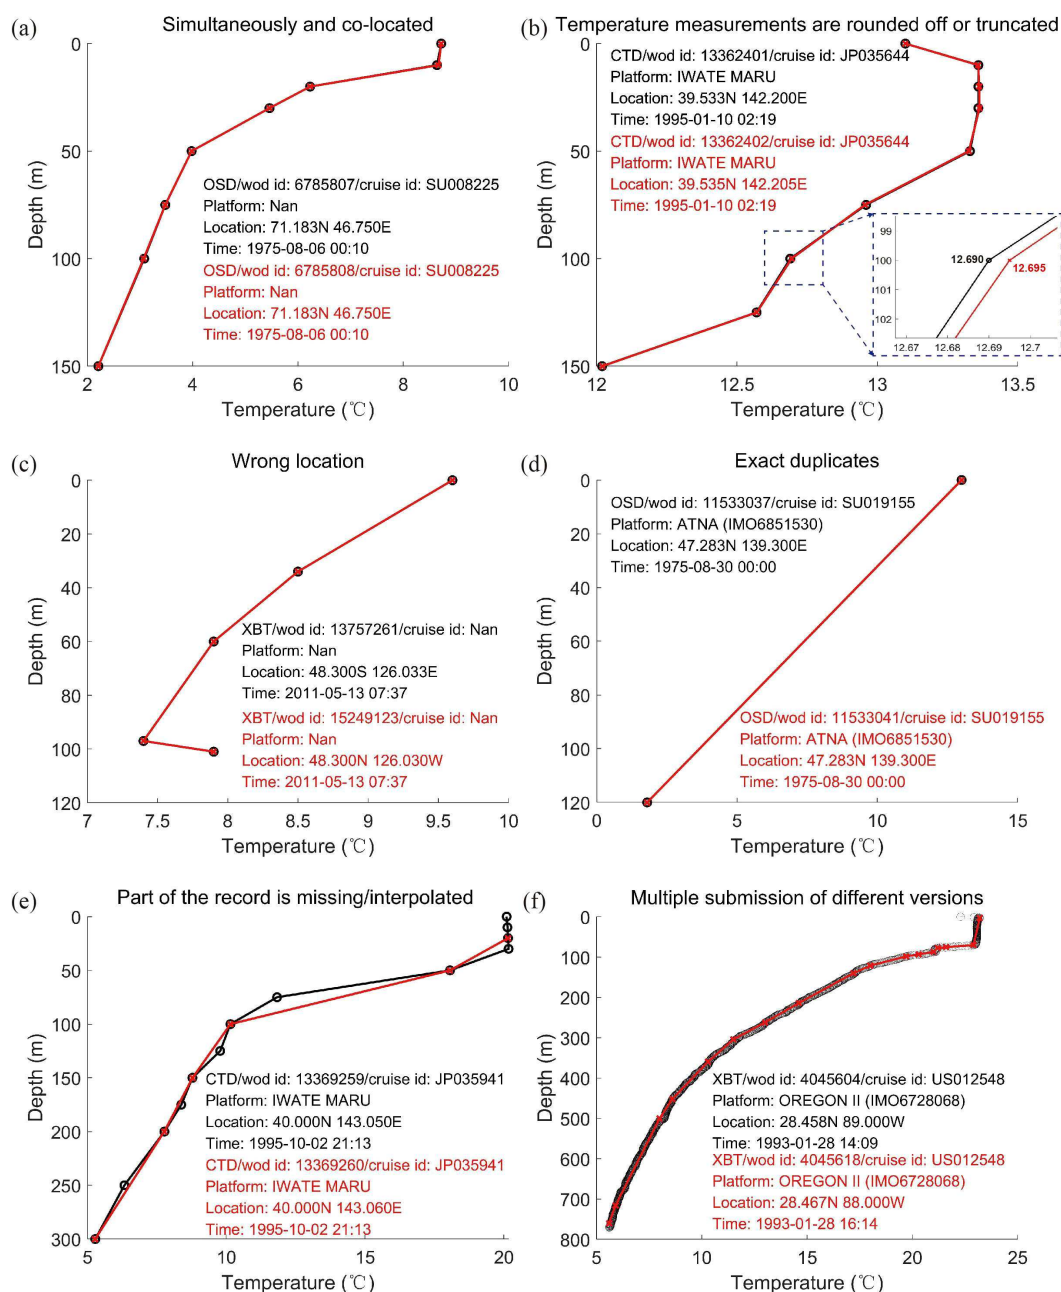 (a)
Simultaneously and co-located
0
50
100
150
Depth (m)
OSD/wod id: 6785807/cruise id: SU008225
Platform: Nan
Location: 71.183N 46.750E
Time: 1975-08-06 00:10
OSD/wod id: 6785808/cruise id: SU008225
Platform: Nan
Location: 71.183N 46.750E
Time: 1975-08-06 00:10
2 4 6 8 10
Temperature (℃)
(b)
Temperature measurements are rounded off or truncated
0
50
100
150
Depth (m)
CTD/wod id: 13362401/cruise id: JP035644
Platform: IWATE MARU
Location: 39.533N 142.200E
Time: 1995-01-10 02:19
CTD/wod id: 13362402/cruise id: JP035644
Platform: IWATE MARU
Location: 39.535N 142.205E
Time: 1995-01-10 02:19
99
100
101
102
12.690
12.695
12.67 12.68 12.69 12.7
12 12.5 13 13.5
Temperature (℃)
(c)
Wrong location
0
20
40
60
80
100
120
Depth (m)
XBT/wod id: 13757261/cruise id: Nan
Platform: Nan
Location: 48.300S 126.033E
Time: 2011-05-13 07:37
XBT/wod id: 15249123/cruise id: Nan
Platform: Nan
Location: 48.300N 126.030W
Time: 2011-05-13 07:37
7 7.5 8 8.5 9 9.5 10
Temperature (℃)
(d)
Exact duplicates
0
20
40
60
80
100
120
Depth (m)
OSD/wod id: 11533037/cruise id: SU019155
Platform: ATNA (IMO6851530)
Location: 47.283N 139.300E
Time: 1975-08-30 00:00
OSD/wod id: 11533041/cruise id: SU019155
Platform: ATNA (IMO6851530)
Location: 47.283N 139.300E
Time: 1975-08-30 00:00
0 5 10 15
Temperature (℃)
(e)
Part of the record is missing/interpolated
0
50
100
150
200
250
300
Depth (m)
CTD/wod id: 13369259/cruise id: JP035941
Platform: IWATE MARU
Location: 40.000N 143.050E
Time: 1995-10-02 21:13
CTD/wod id: 13369260/cruise id: JP035941
Platform: IWATE MARU
Location: 40.000N 143.060E
Time: 1995-10-02 21:13
5 10 15 20
Temperature (℃)
(f)
Multiple submission of different versions
0
100
200
300
400
500
600
700
800
Depth (m)
XBT/wod id: 4045604/cruise id: US012548
Platform: OREGON II (IMO6728068)
Location: 28.458N 89.000W
Time: 1993-01-28 14:09
XBT/wod id: 4045618/cruise id: US012548
Platform: OREGON II (IMO6728068)
Location: 28.467N 88.000W
Time: 1993-01-28 16:14
5 10 15 20 25
Temperature (℃)